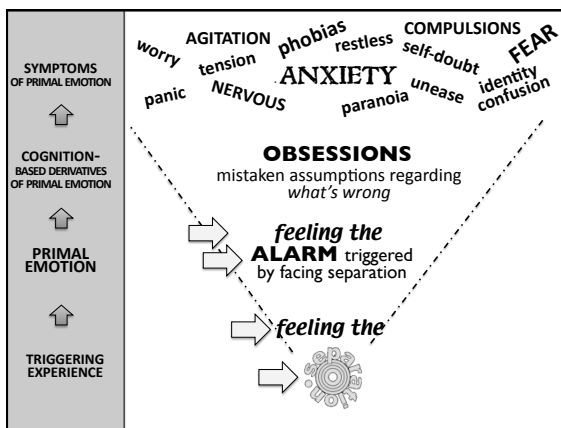 SYMPTOMS
OF PRIMAL EMOTION
COGNITION-
BASED DERIVATIVES
OF PRIMAL EMOTION
PRIMAL
EMOTION
TRIGGERING
EXPERIENCE
worry
AGITATION
phobias
COMPULSIONS
FEAR
tension
restless
self-doubt
ANXIETY
identity
confusion
panic
NERVOUS
paranoia
unease
OBSESSIONS
mistaken assumptions regarding
what's wrong
feeling the
ALARM triggered
by facing separation
feeling the
separation